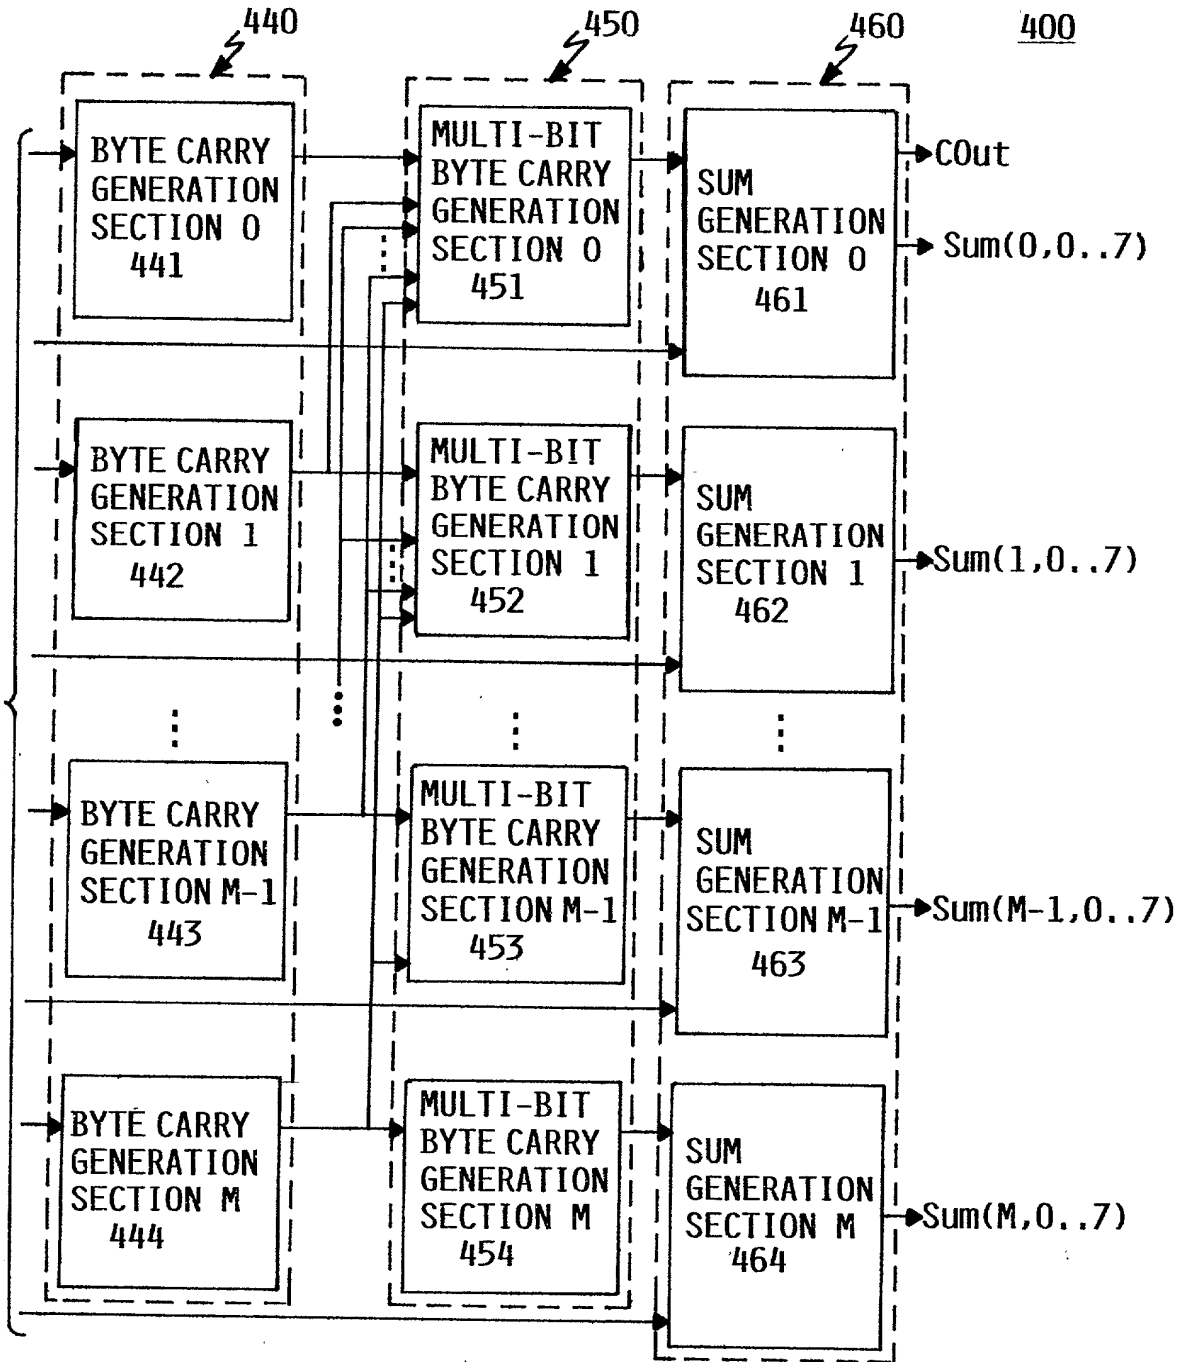 440
450
460
400
BYTE CARRY
GENERATION
SECTION 0
441
MULTI-BIT
BYTE CARRY
GENERATION
SECTION 0
451
SUM
GENERATION
SECTION 0
461
COut
Sum(0,0..7)
BYTE CARRY
GENERATION
SECTION 1
442
MULTI-BIT
BYTE CARRY
GENERATION
SECTION 1
452
SUM
GENERATION
SECTION 1
462
Sum(1,0..7)
BYTE CARRY
GENERATION
SECTION M-1
443
MULTI-BIT
BYTE CARRY
GENERATION
SECTION M-1
453
SUM
GENERATION
SECTION M-1
463
Sum(M-1,0..7)
BYTE CARRY
GENERATION
SECTION M
444
MULTI-BIT
BYTE CARRY
GENERATION
SECTION M
454
SUM
GENERATION
SECTION M
464
Sum(M,0..7)